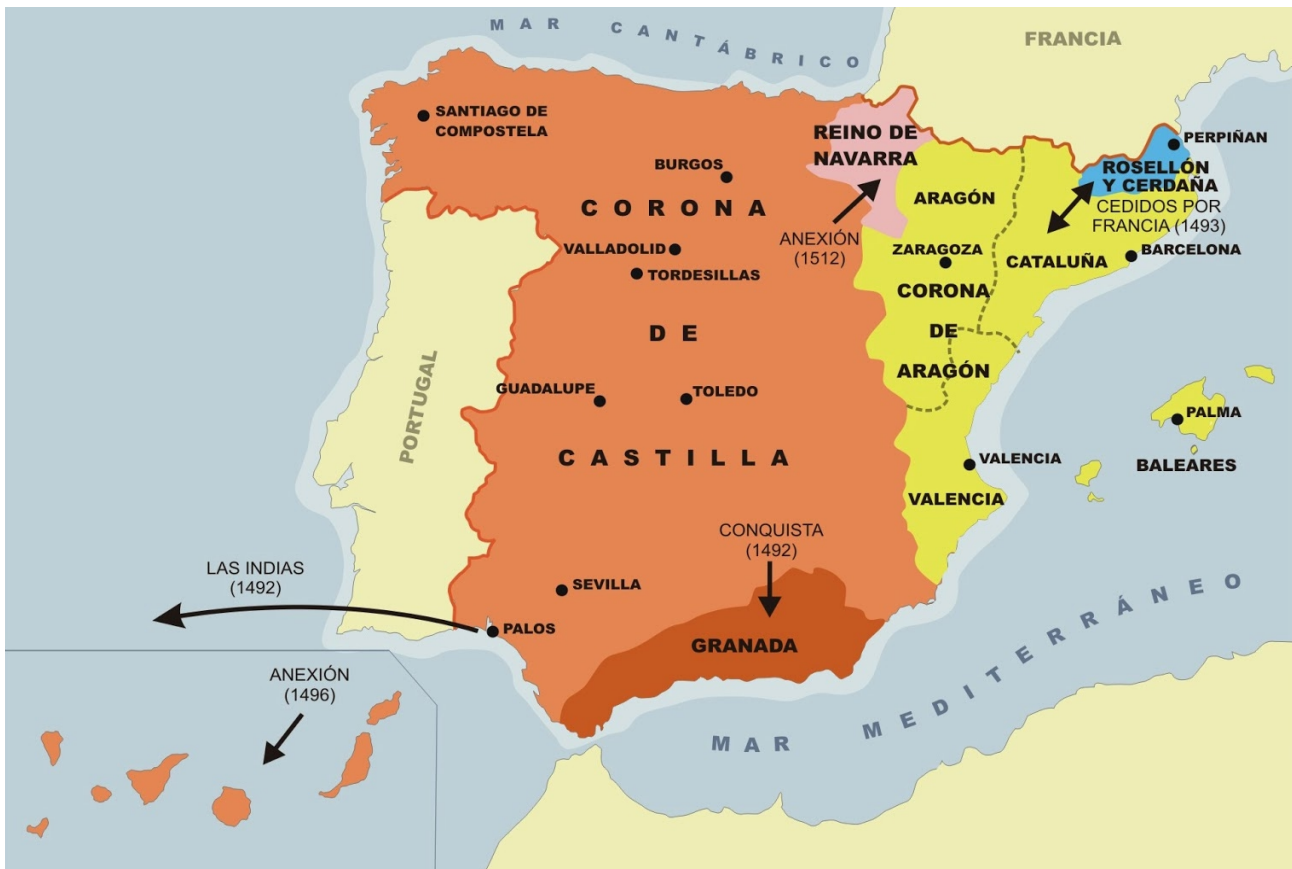 MAR CANTÁBRICO
FRANCIA
SANTIAGO DE
COMPOSTELA
REINO DE
NAVARRA
PERPIÑAN
ROSELLÓN
Y CERDAÑA
CEDIDOS POR
FRANCIA (1493)
BURGOS
ARAGÓN
CORONA
ANEXIÓN
(1512)
VALLADOLID
ZARAGOZA
CATALUÑA
BARCELONA
TORDESILLAS
CORONA
DE
DE
ARAGÓN
PORTUGAL
GUADALUPE
TOLEDO
PALMA
CASTILLA
VALENCIA
BALEARES
VALENCIA
CONQUISTA
(1492)
LAS INDIAS
(1492)
SEVILLA
PALOS
GRANADA
MAR MEDITERRÁNEO
ANEXIÓN
(1496)